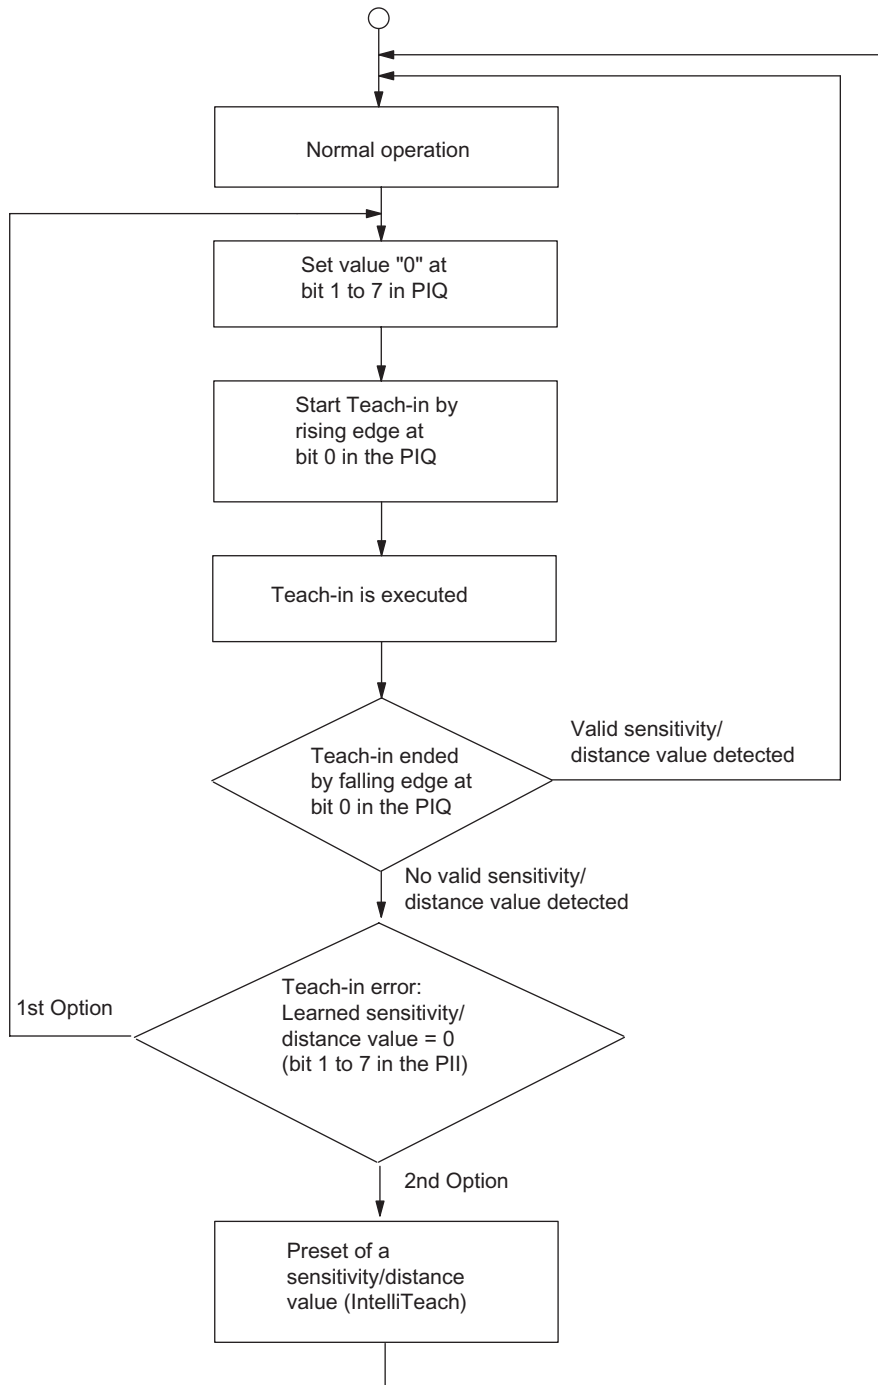 Normal operation
Set value "0" at
bit 1 to 7 in PIQ
Start Teach-in by
rising edge at
bit 0 in the PIQ
Teach-in is executed
Valid sensitivity/
distance value detected
Teach-in ended
by falling edge at
bit 0 in the PIQ
No valid sensitivity/
distance value detected
1st Option
Teach-in error:
Learned sensitivity/
distance value = 0
(bit 1 to 7 in the PII)
2nd Option
Preset of a
sensitivity/distance
value (IntelliTeach)